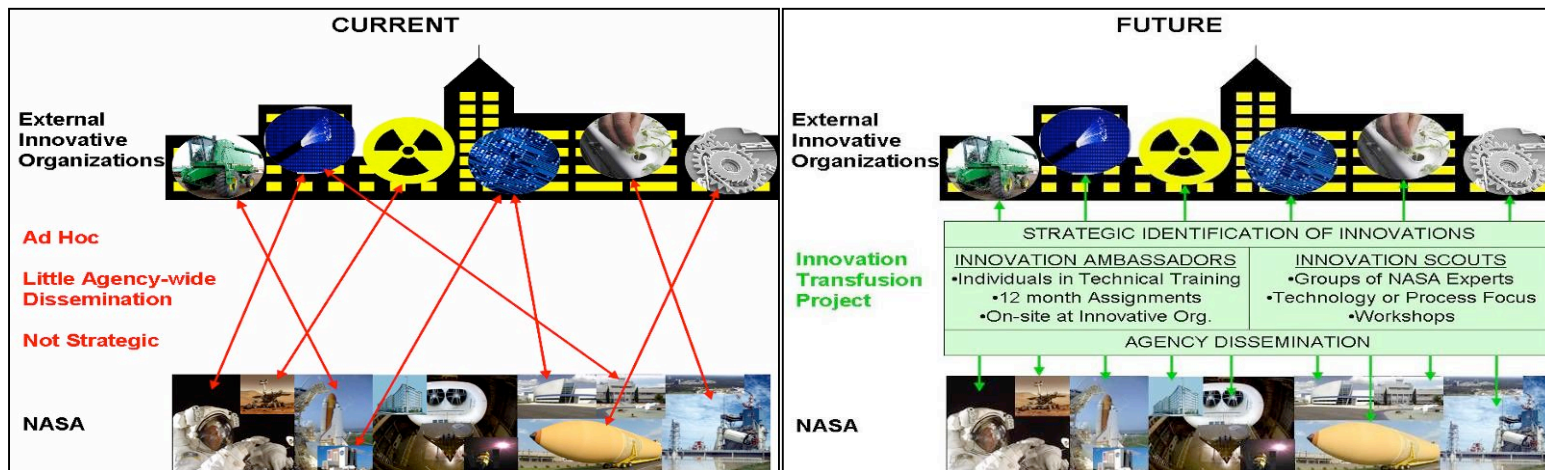 CURRENT
External
Innovative
Organizations
Ad Hoc
Little Agency-wide
Dissemination
Not Strategic
NASA
FUTURE
External
Innovative
Organizations
Innovation
Transfusion
Project
STRATEGIC IDENTIFICATION OF INNOVATIONS
INNOVATION AMBASSADORS
•Individuals in Technical Training
•12 month Assignments
•On-site at Innovative Org.
INNOVATION SCOUTS
•Groups of NASA Experts
•Technology or Process Focus
•Workshops
AGENCY DISSEMINATION
NASA